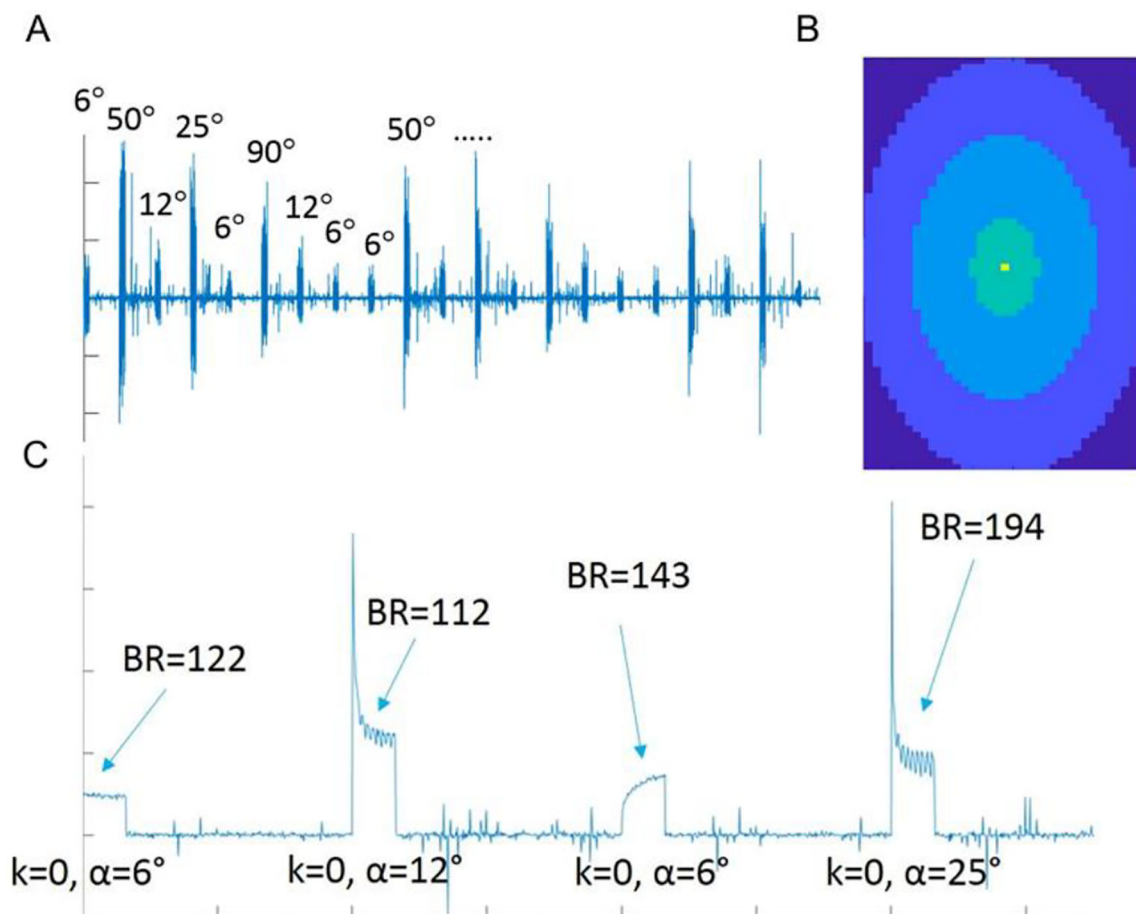 A
B
6°
50°
25°
90°
50°
.....
12°
6°
12°
6°
6°
C
BR=194
BR=143
BR=112
BR=122
k=0, α=6°
k=0, α=12°
k=0, α=6°
k=0, α=25°